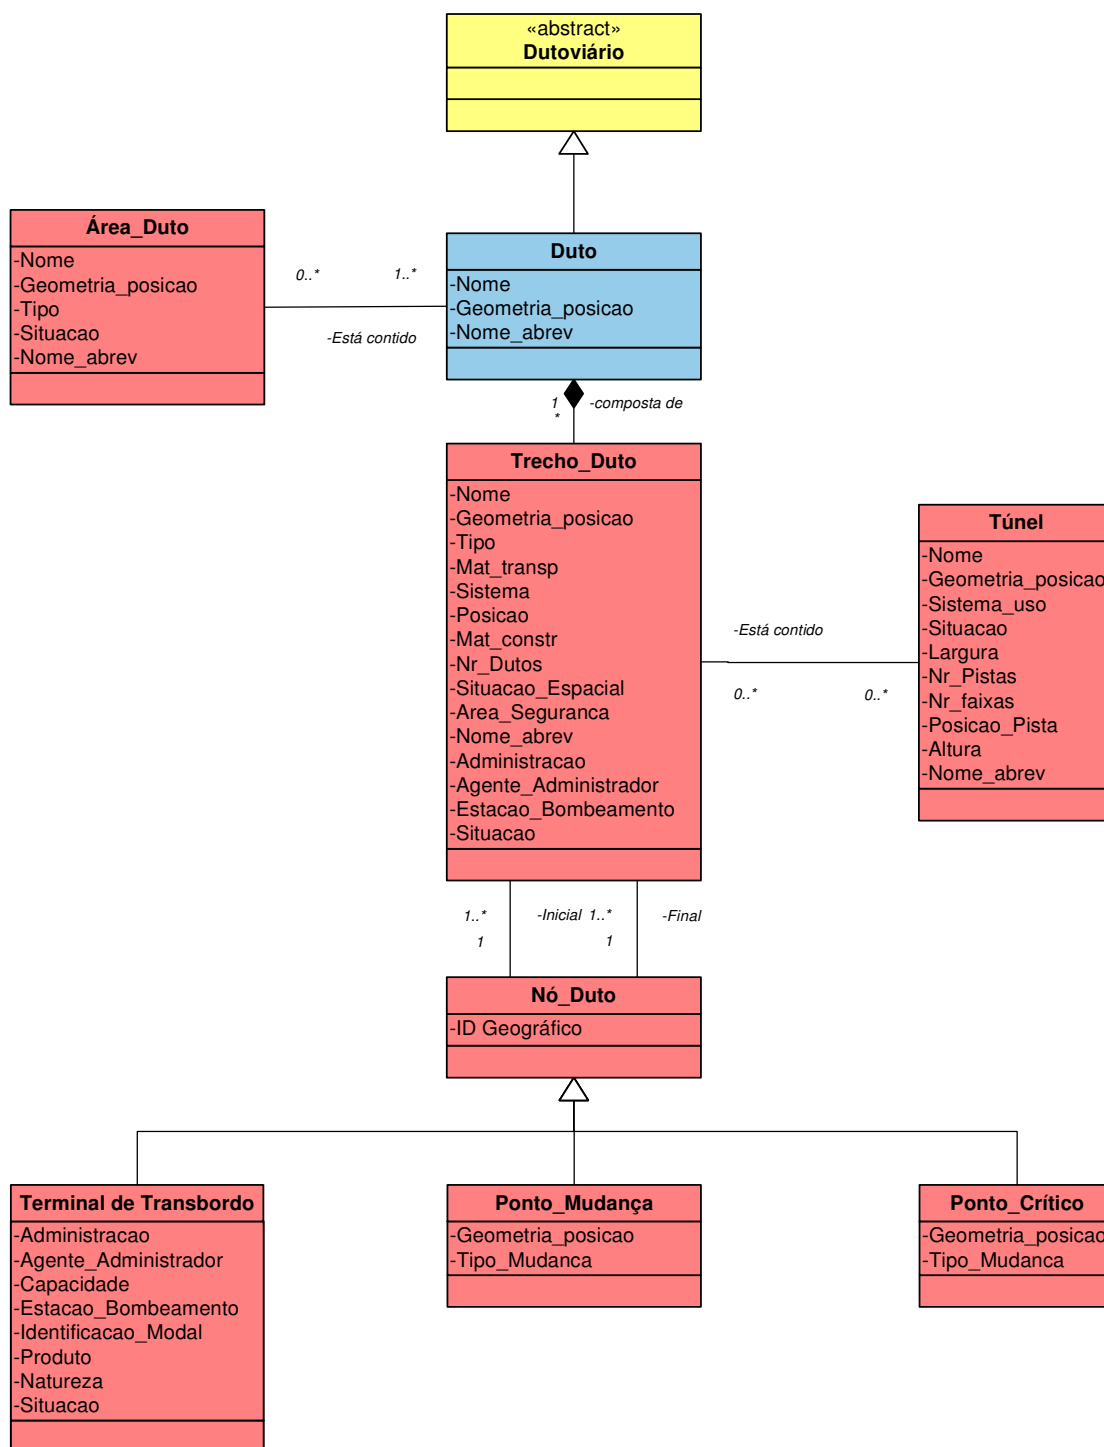 «abstract»
Dutoviário
Área_Duto
-Nome
-Geometria_posicao
-Tipo
-Situacao
-Nome_abrev
0..*
1..*
-Está contido
Duto
-Nome
-Geometria_posicao
-Nome_abrev
1
-composta de
*
Trecho_Duto
-Nome
-Geometria_posicao
-Tipo
-Mat_transp
-Sistema
-Posicao
-Mat_constr
-Nr_Dutos
-Situacao_Espacial
-Area_Seguranca
-Nome_abrev
-Administracao
-Agente_Administrador
-Estacao_Bombeamento
-Situacao
-Está contido
0..*
0..*
Túnel
-Nome
-Geometria_posicao
-Sistema_uso
-Situacao
-Largura
-Nr_Pistas
-Nr_faixas
-Posicao_Pista
-Altura
-Nome_abrev
1..*
-Inicial
1..*
-Final
1
1
Nó_Duto
-ID Geográfico
Terminal de Transbordo
-Administracao
-Agente_Administrador
-Capacidade
-Estacao_Bombeamento
-Identificacao_Modal
-Produto
-Natureza
-Situacao
Ponto_Mudança
-Geometria_posicao
-Tipo_Mudanca
Ponto_Crítico
-Geometria_posicao
-Tipo_Mudanca